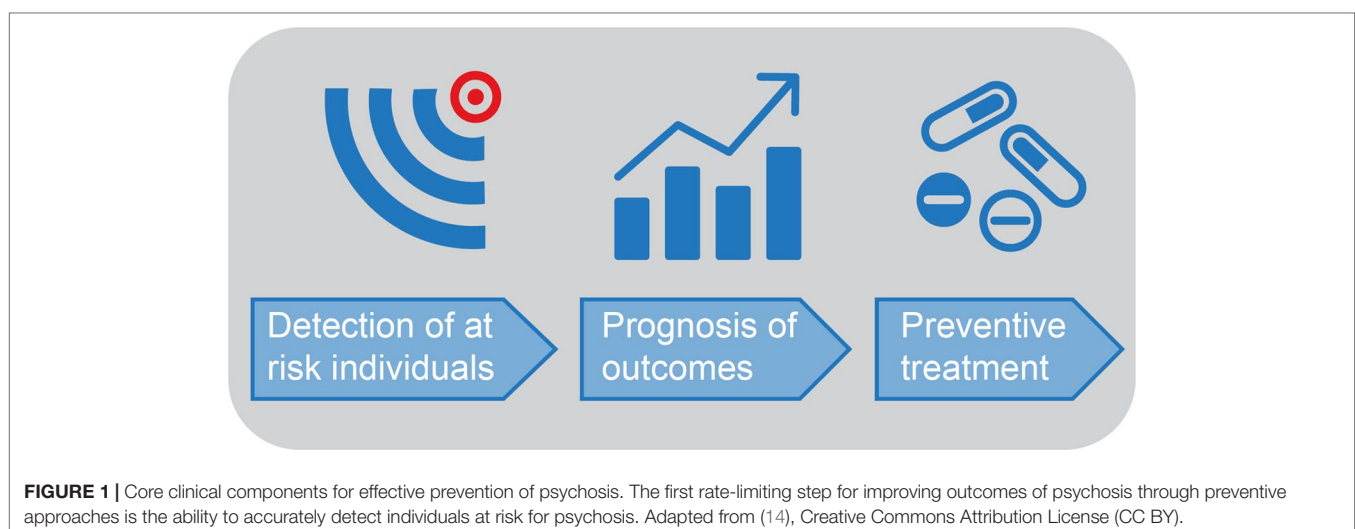 Detection of at
risk individuals
Prognosis of
outcomes
Preventive
treatment
FIGURE 1 | Core clinical components for effective prevention of psychosis. The first rate-limiting step for improving outcomes of psychosis through preventive
approaches is the ability to accurately detect individuals at risk for psychosis. Adapted from (14), Creative Commons Attribution License (CC BY).